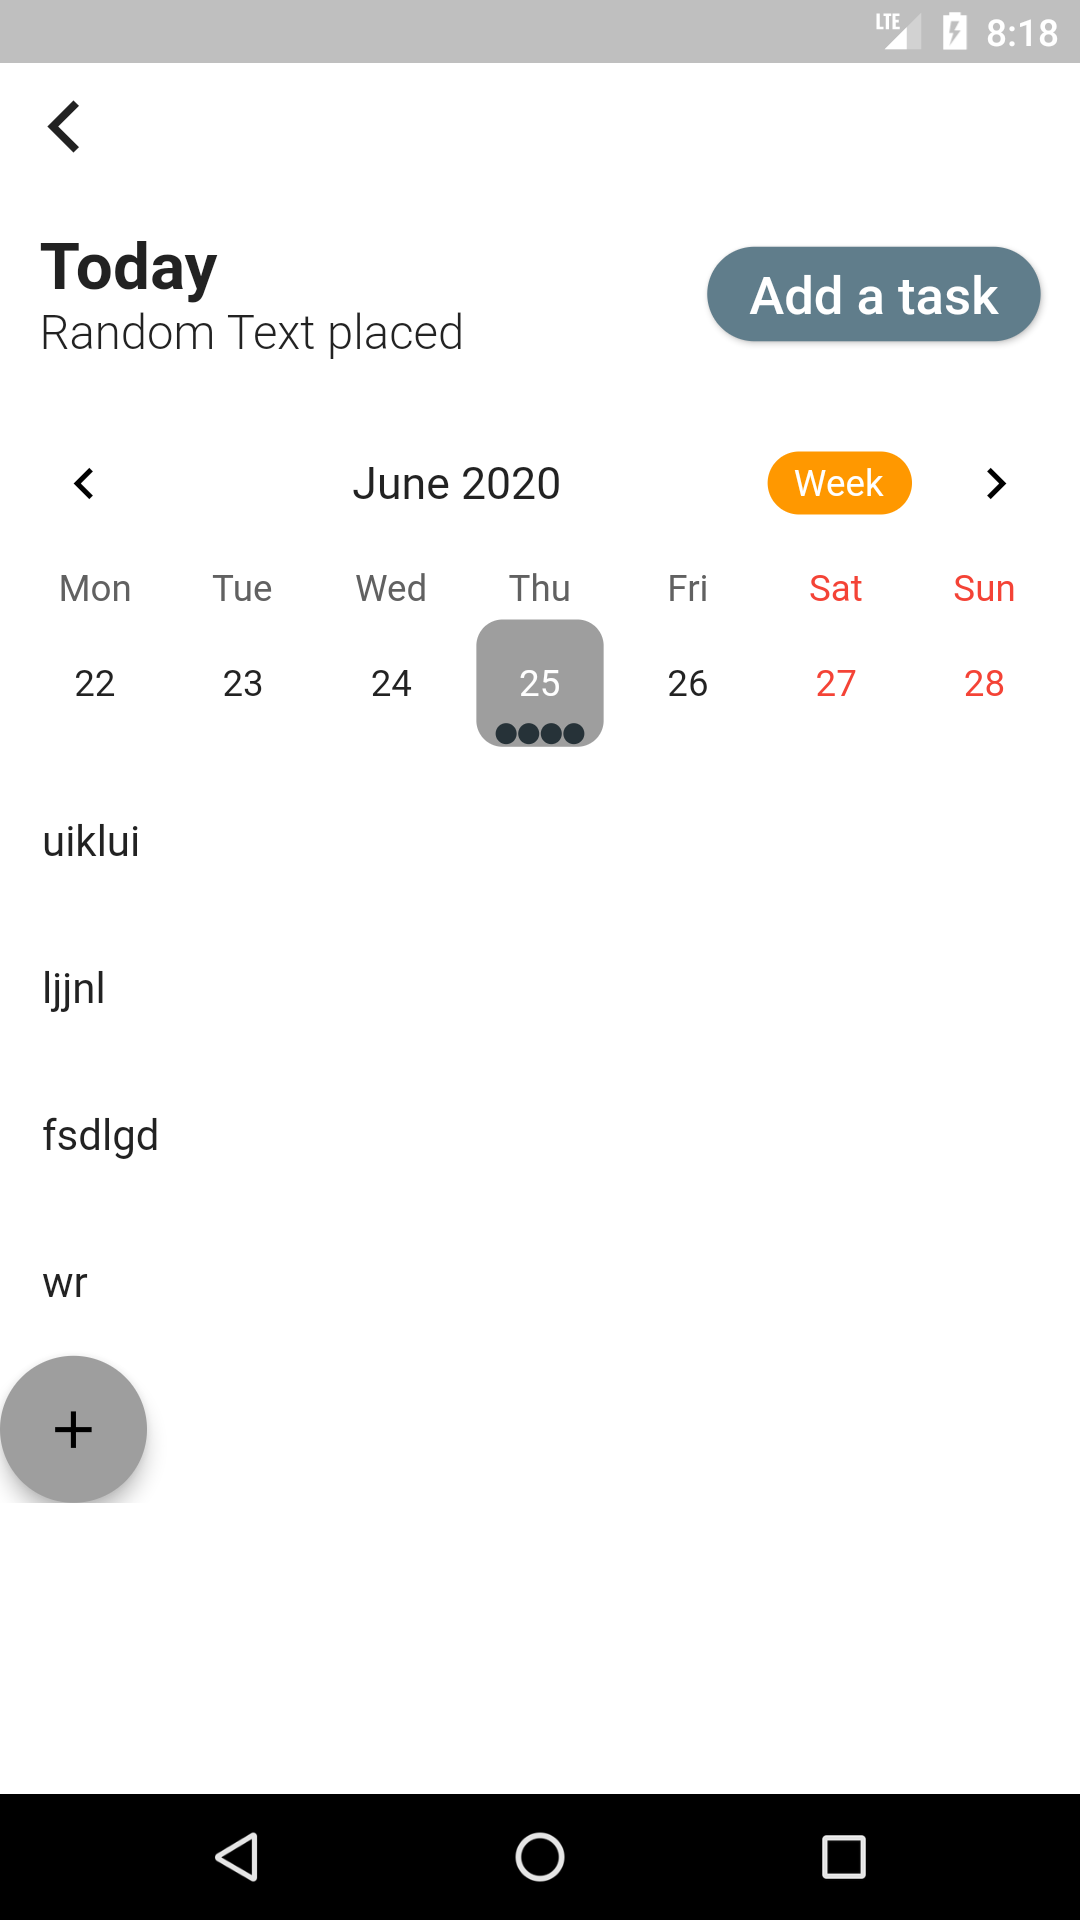 LTE 8:18
Today
Random Text placed
Add a task
June 2020 Week
Mon Tue Wed Thu Fri Sat Sun
22 23 24 25 26 27 28
uiklui
ljjnl
fsdlgd
wr